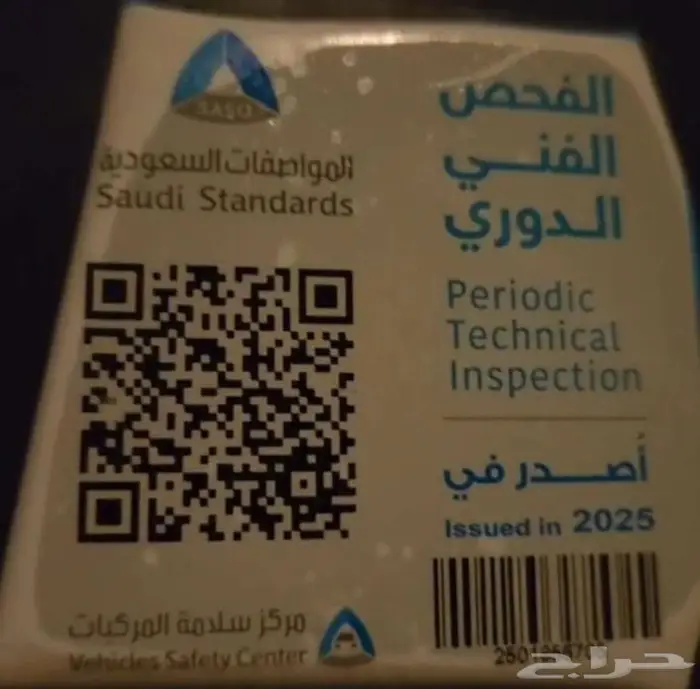 SASO
المواصفات السعودية
Saudi Standards
الفحص
الفني
الدوري
Periodic
Technical
Inspection
أصدر في
Issued in 2025
مركز سلامة المركبات
Vehicles Safety Center
حراج